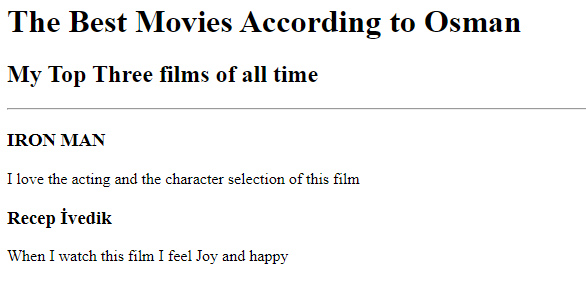 The Best Movies According to Osman
My Top Three films of all time
IRON MAN
I love the acting and the character selection of this film
Recep İvedik
When I watch this film I feel Joy and happy